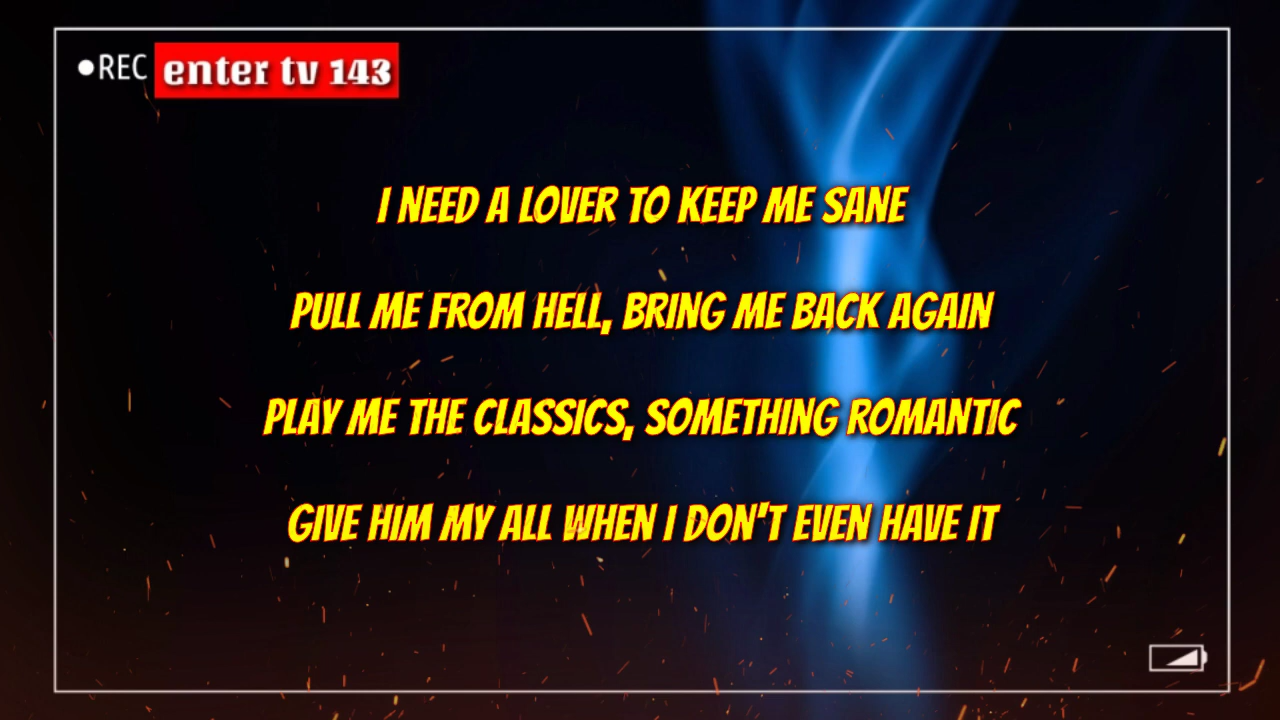 REC enter tv 143
I NEED A LOVER TO KEEP ME SANE
PULL ME FROM HELL, BRING ME BACK AGAIN
PLAY ME THE CLASSICS, SOMETHING ROMANTIC
GIVE HIM MY ALL WHEN I DON'T EVEN HAVE IT